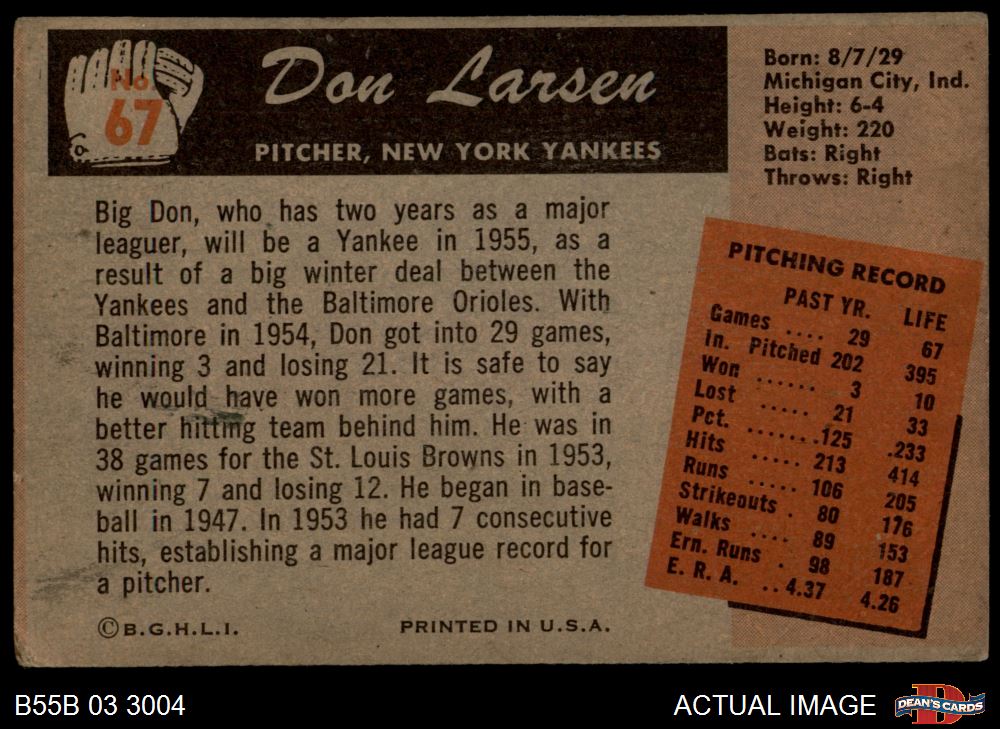 No.
67
Don Larsen
PITCHER, NEW YORK YANKEES
Born: 8/7/29
Michigan City, Ind.
Height: 6-4
Weight: 220
Bats: Right
Throws: Right
Big Don, who has two years as a major
leaguer, will be a Yankee in 1955, as a
result of a big winter deal between the
Yankees and the Baltimore Orioles. With
Baltimore in 1954, Don got into 29 games,
winning 3 and losing 21. It is safe to say
he would have won more games, with a
better hitting team behind him. He was in
38 games for the St. Louis Browns in 1953,
winning 7 and losing 12. He began in base-
ball in 1947. In 1953 he had 7 consecutive
hits, establishing a major league record for
a pitcher.
©B.G.H.L.I. PRINTED IN U.S.A.
PITCHING RECORD
PAST YR. LIFE
Games .... 29 67
In. Pitched 202 395
Won ...... 3 10
Lost ..... 21 33
Pct. .......125 .233
Hits ..... 213 414
Runs ..... 106 205
Strikeouts . 80 176
Walks .... 89 153
Ern. Runs . 98 187
E. R. A. ..4.37 4.26
B55B 03 3004 ACTUAL IMAGE
DEAN'S CARDS